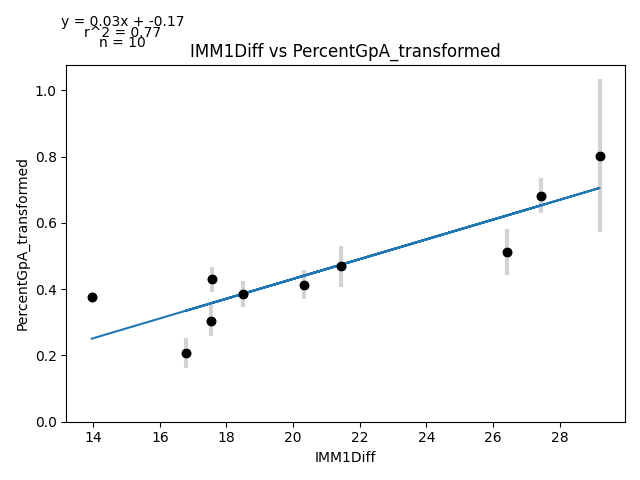 y = 0.03x + -0.17
r^2 = 0.77
n = 10
IMM1Diff vs PercentGpA_transformed
PercentGpA_transformed
1.0
0.8
0.6
0.4
0.2
0.0
14 16 18 20 22 24 26 28
IMM1Diff